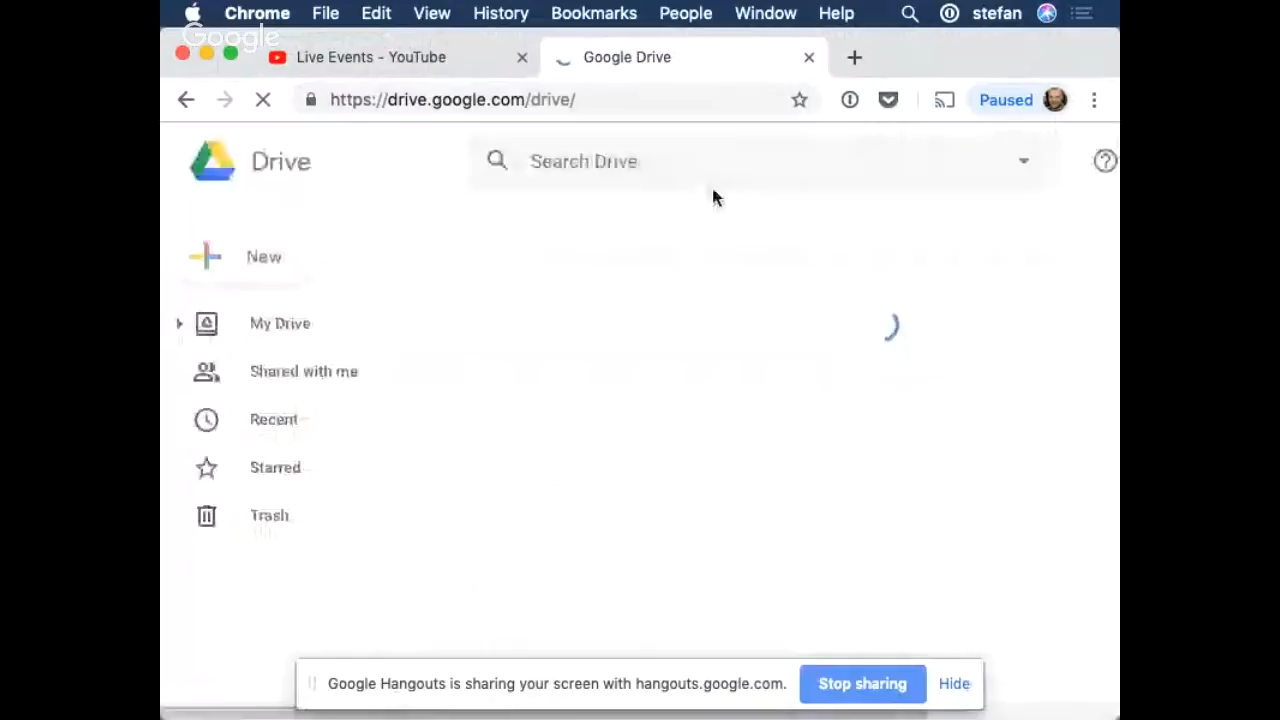 Chrome File Edit View History Bookmarks People Window Help stefan
Google
Live Events - YouTube Google Drive
https://drive.google.com/drive/ Paused
Drive Search Drive
New
My Drive
Shared with me
Recent
Starred
Trash
Google Hangouts is sharing your screen with hangouts.google.com. Stop sharing Hide